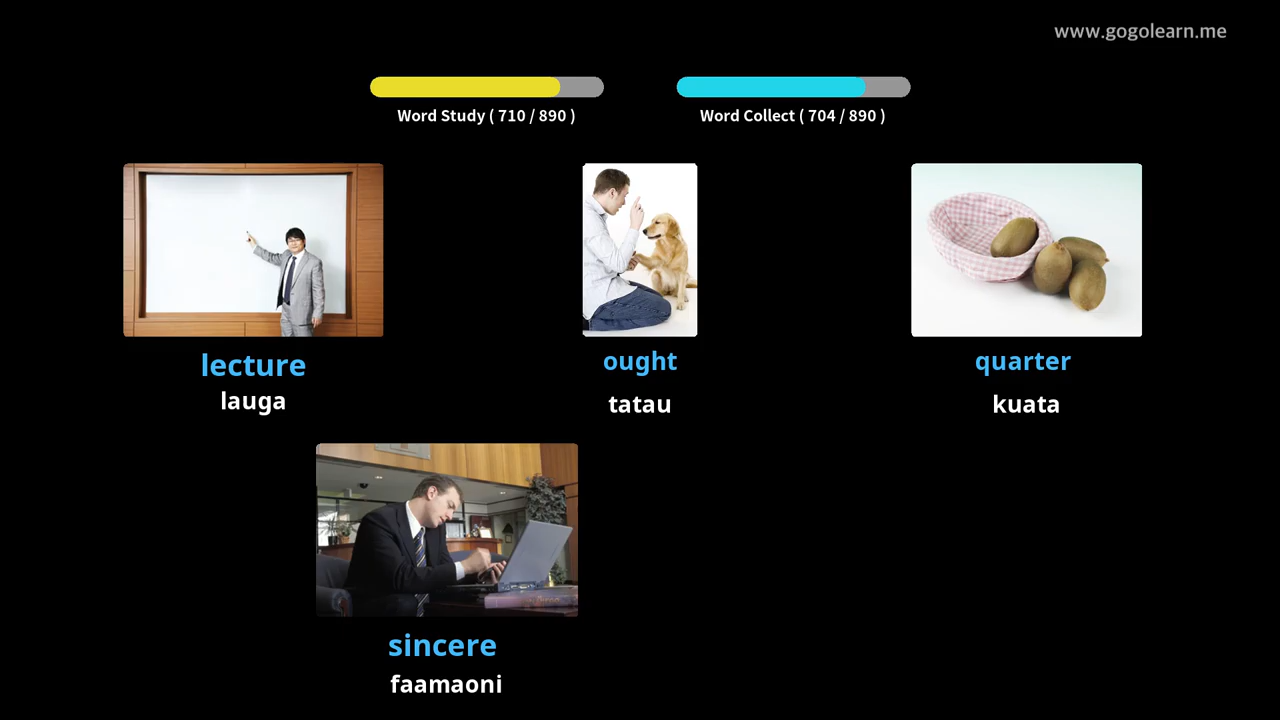 www.gogolearn.me
Word Study ( 710 / 890 )
Word Collect ( 704 / 890 )
lecture
lauga
ought
tatau
quarter
kuata
sincere
faamaoni